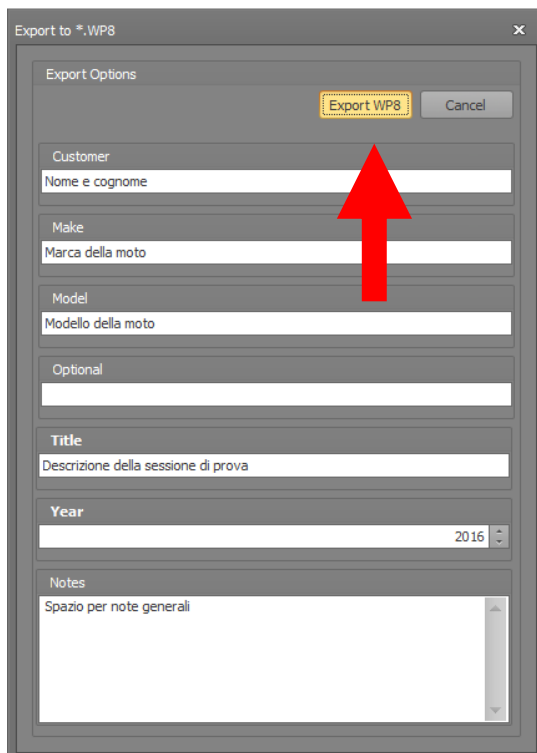 Export to *.WP8
Export Options
Export WP8 Cancel
Customer
Nome e cognome
Make
Marca della moto
Model
Modello della moto
Optional
Title
Descrizione della sessione di prova
Year
2016
Notes
Spazio per note generali